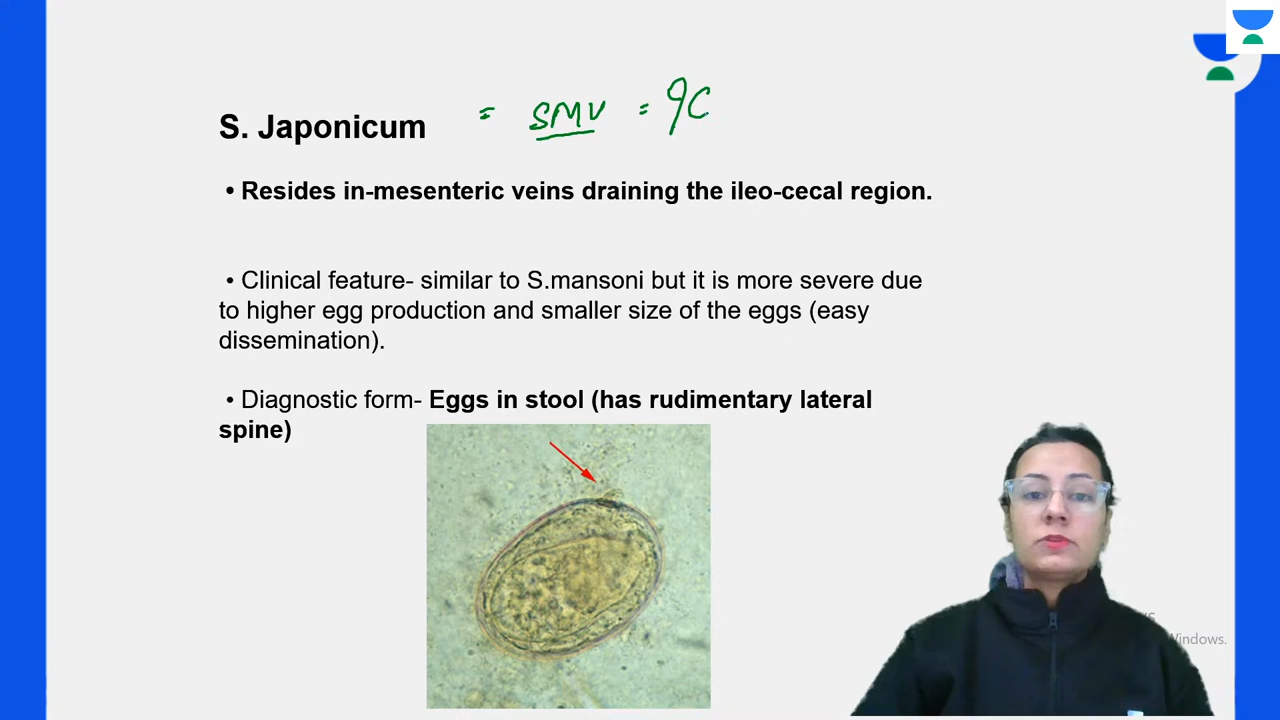 S. Japonicum = SMV = IC
• Resides in-mesenteric veins draining the ileo-cecal region.
• Clinical feature- similar to S.mansoni but it is more severe due
to higher egg production and smaller size of the eggs (easy
dissemination).
• Diagnostic form- Eggs in stool (has rudimentary lateral
spine)
Windows.